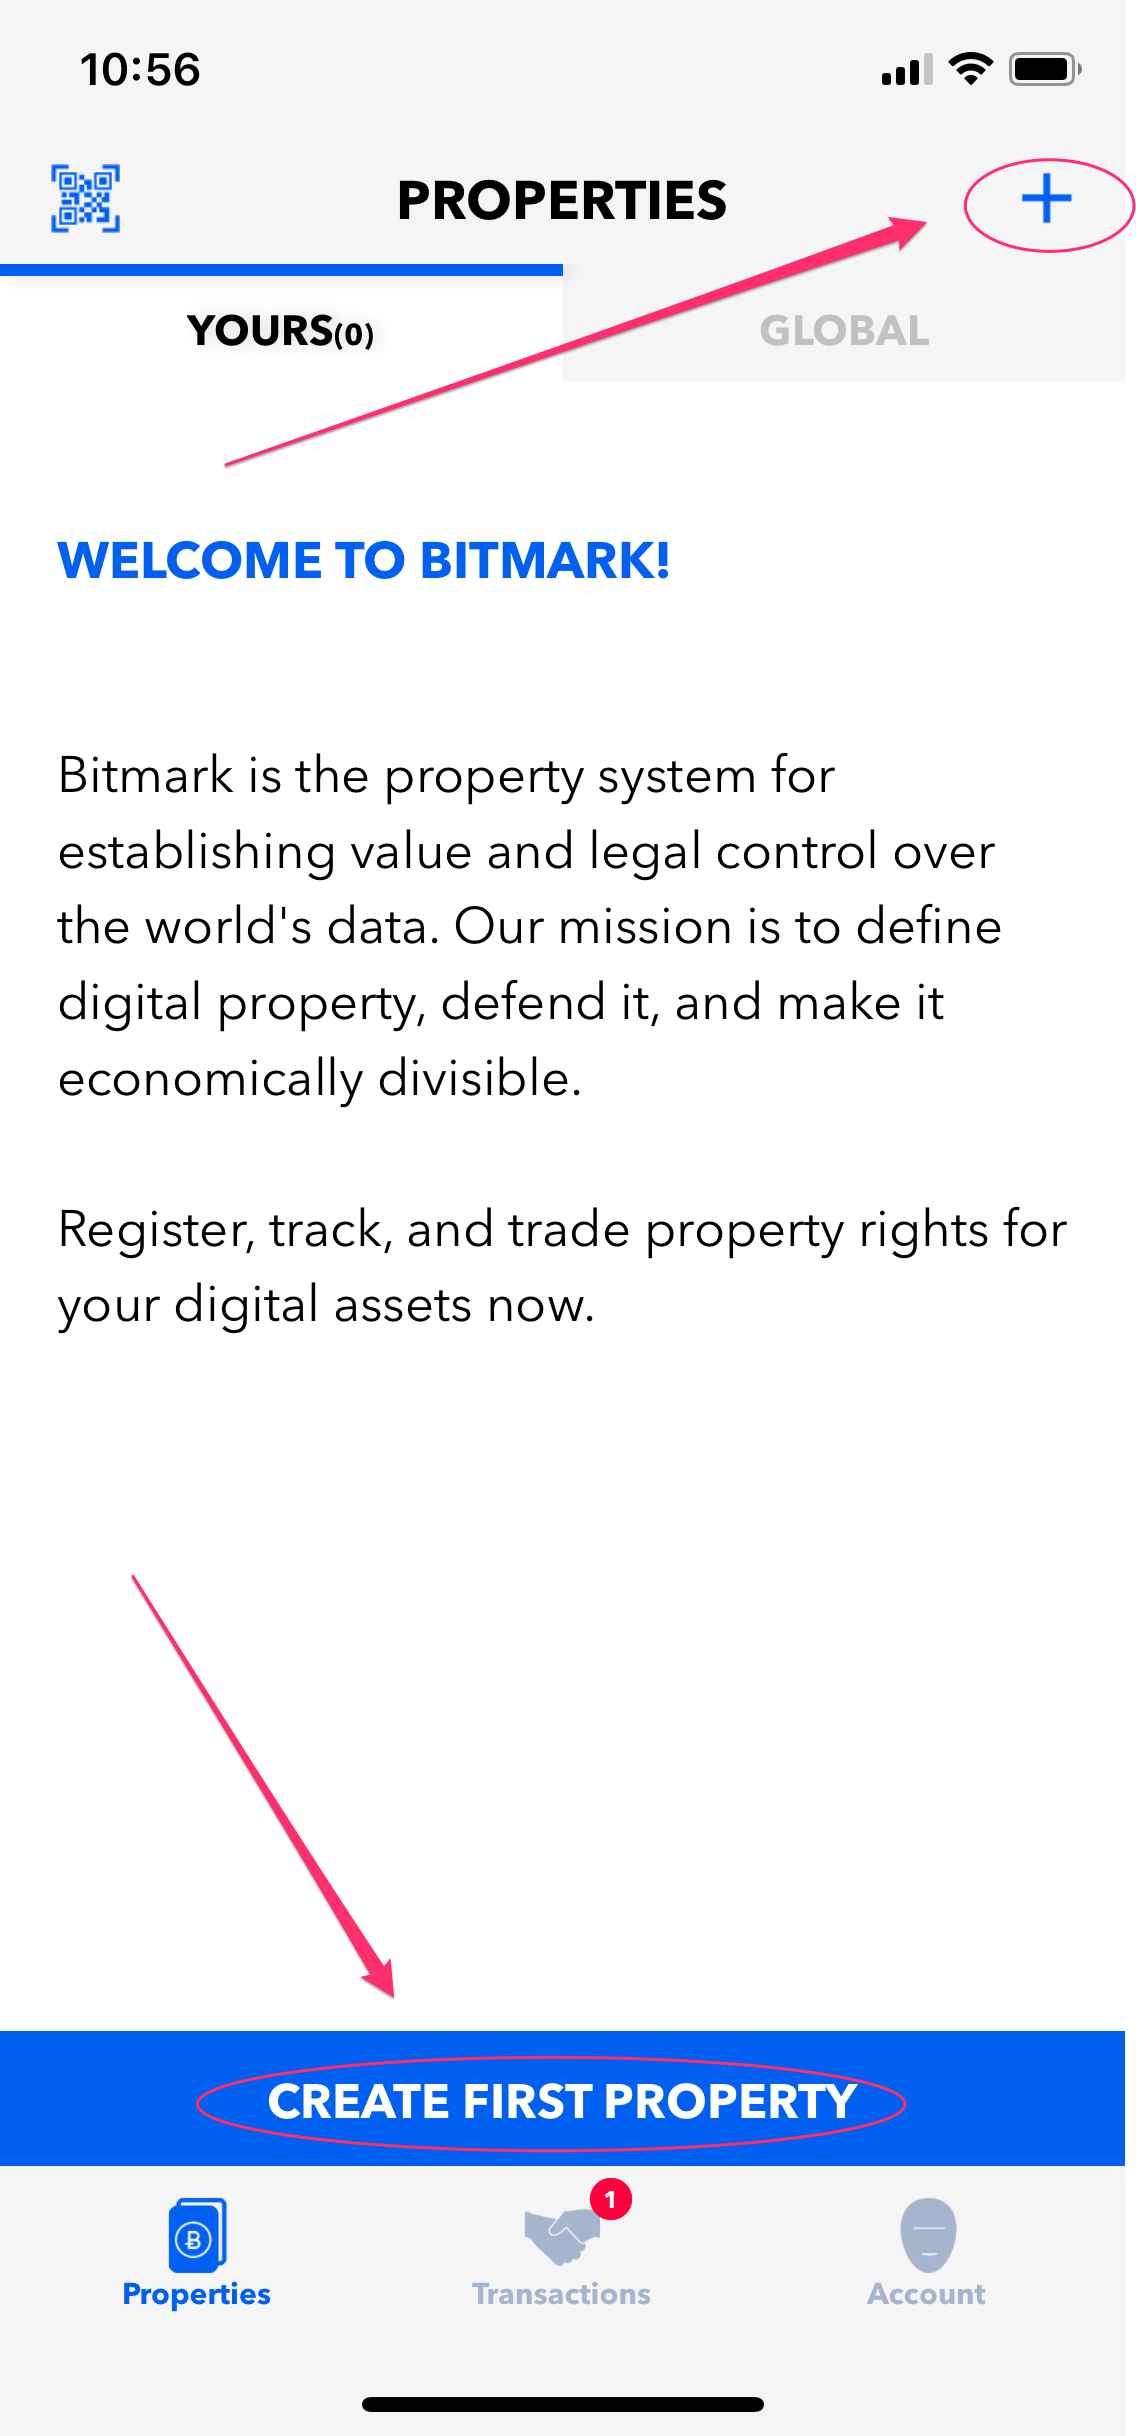 10:56
PROPERTIES
YOURS(0)
GLOBAL
WELCOME TO BITMARK!
Bitmark is the property system for
establishing value and legal control over
the world's data. Our mission is to define
digital property, defend it, and make it
economically divisible.
Register, track, and trade property rights for
your digital assets now.
CREATE FIRST PROPERTY
1
Properties
Transactions
Account